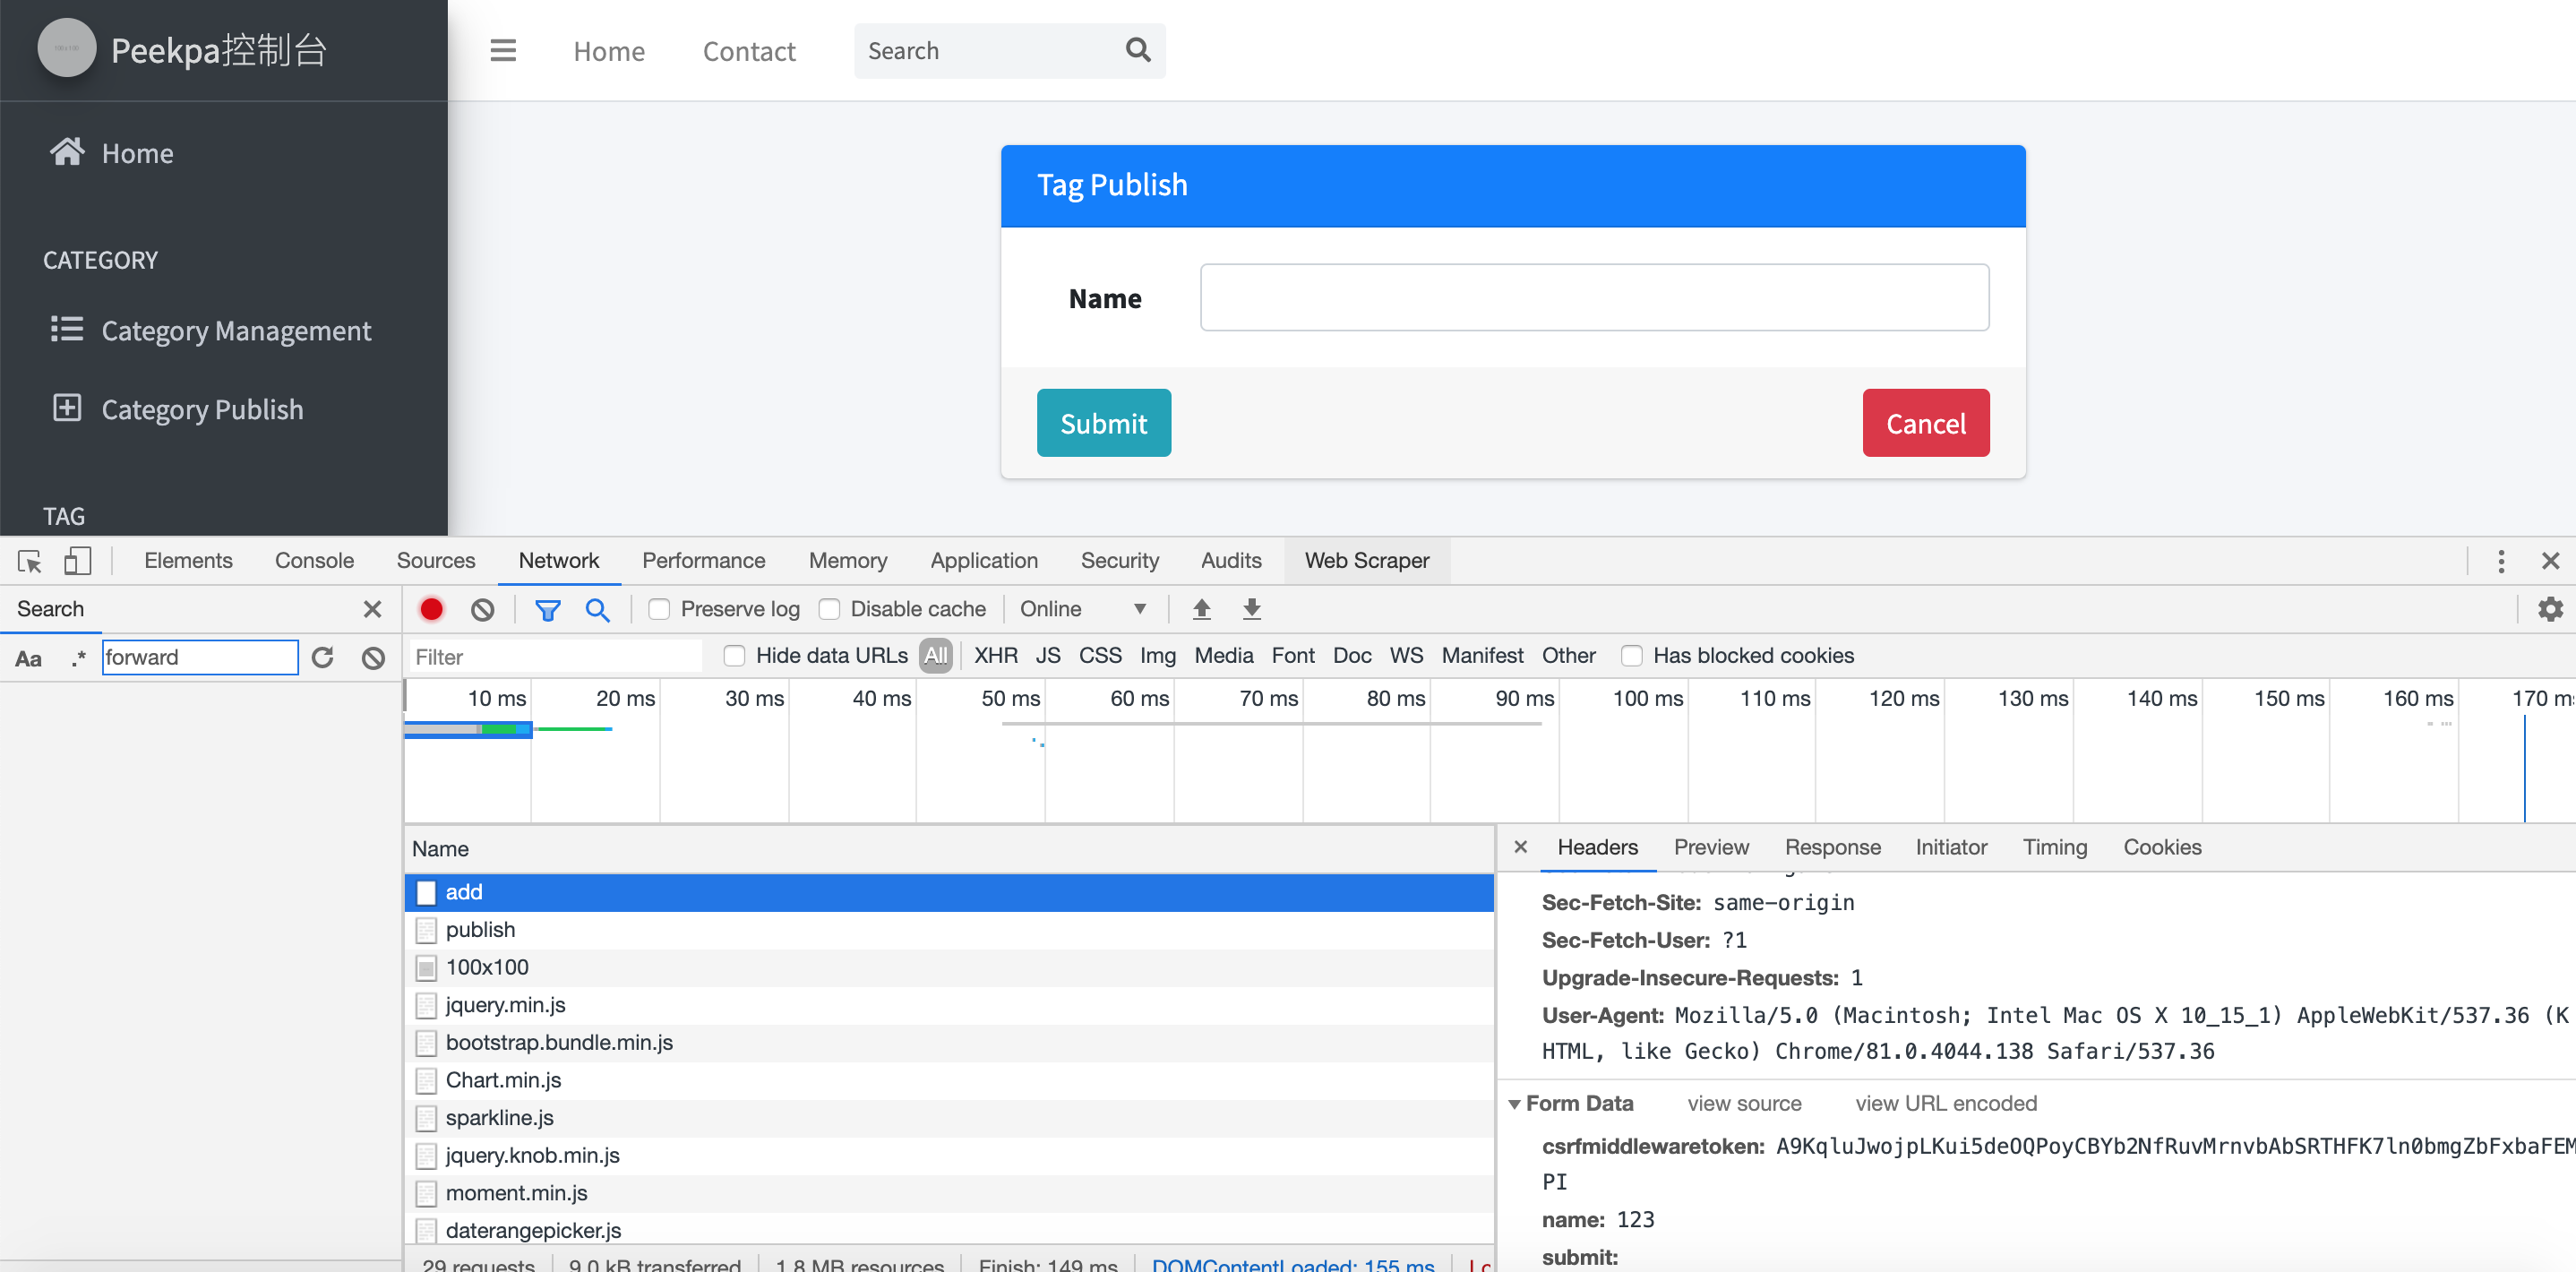 Peekpa控制台
Home
Contact
Search
Home
CATEGORY
Category Management
Category Publish
TAG
Tag Publish
Name
Submit
Cancel
Elements
Console
Sources
Network
Performance
Memory
Application
Security
Audits
Web Scraper
Search
Preserve log
Disable cache
Online
Aa
.*
forward
Filter
Hide data URLs
All
XHR
JS
CSS
Img
Media
Font
Doc
WS
Manifest
Other
Has blocked cookies
10 ms
20 ms
30 ms
40 ms
50 ms
60 ms
70 ms
80 ms
90 ms
100 ms
110 ms
120 ms
130 ms
140 ms
150 ms
160 ms
170 m
Name
add
publish
100x100
jquery.min.js
bootstrap.bundle.min.js
Chart.min.js
sparkline.js
jquery.knob.min.js
moment.min.js
daterangepicker.js
29 requests
9.0 kB transferred
1.8 MB resources
Finish: 149 ms
DOMContentLoaded: 155 ms
Headers
Preview
Response
Initiator
Timing
Cookies
Sec-Fetch-Site: same-origin
Sec-Fetch-User: ?1
Upgrade-Insecure-Requests: 1
User-Agent: Mozilla/5.0 (Macintosh; Intel Mac OS X 10_15_1) AppleWebKit/537.36 (K
HTML, like Gecko) Chrome/81.0.4044.138 Safari/537.36
Form Data
view source
view URL encoded
csrfmiddlewaretoken: A9KqluJwojpLKui5deOQPoyCBYb2NfRuvMrnvbAbSRTHFK7ln0bmgZbFxbaFEM
PI
name: 123
submit: